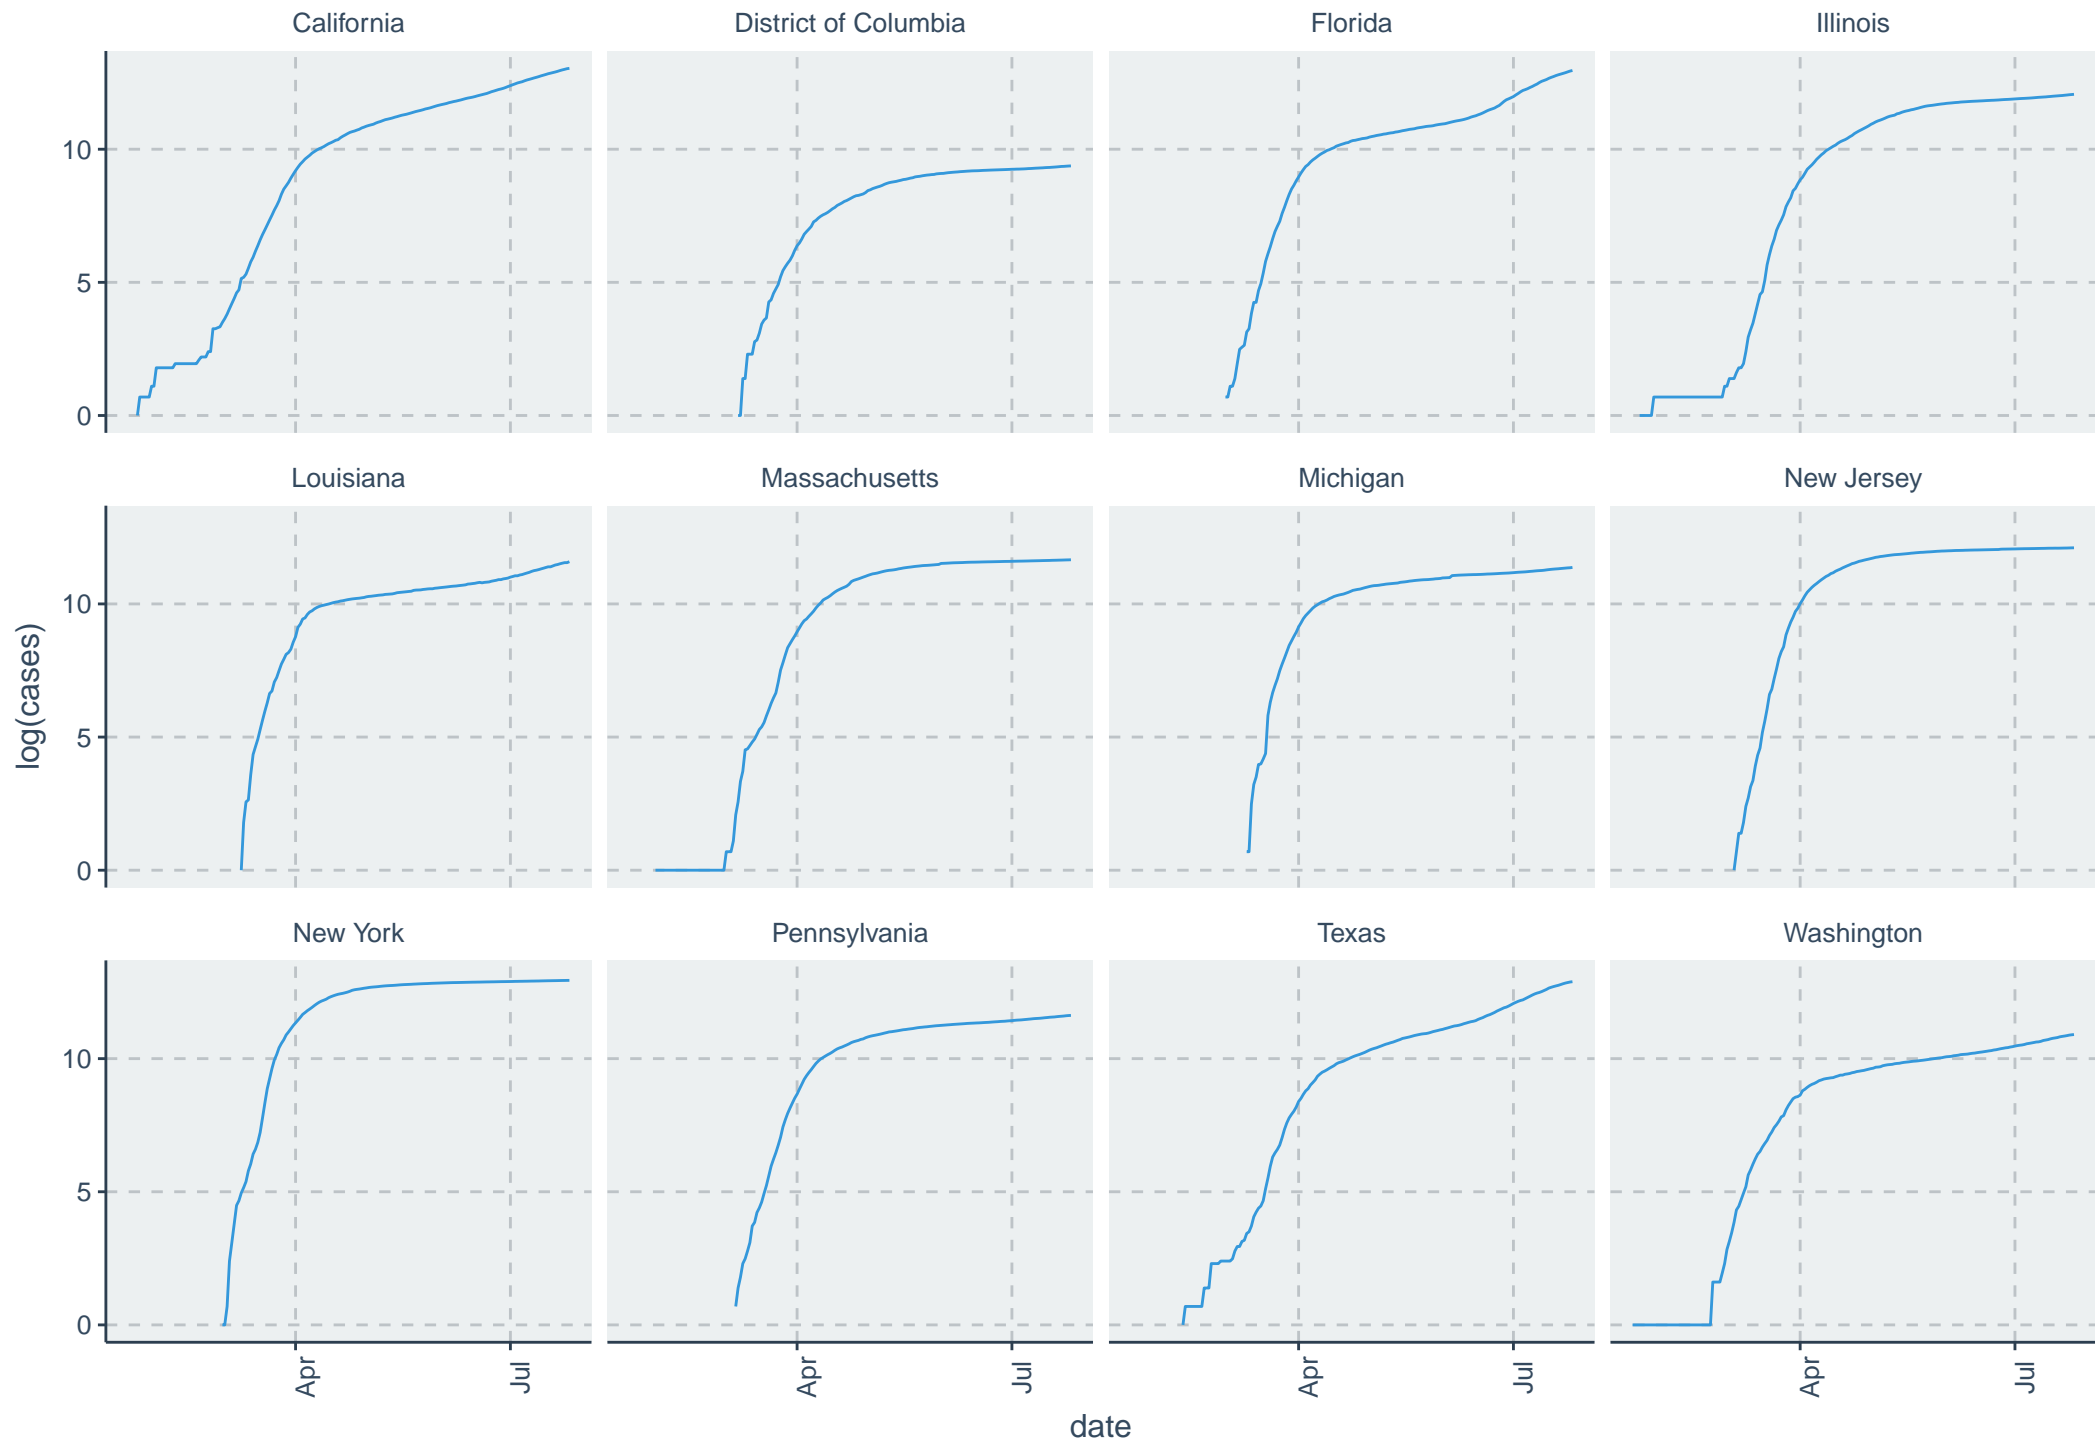 California District of Columbia Florida Illinois
10
5
0
Louisiana Massachusetts Michigan New Jersey
10
5
0
New York Pennsylvania Texas Washington
10
5
0
Apr Jul Apr Jul Apr Jul Apr Jul
date
log(cases)